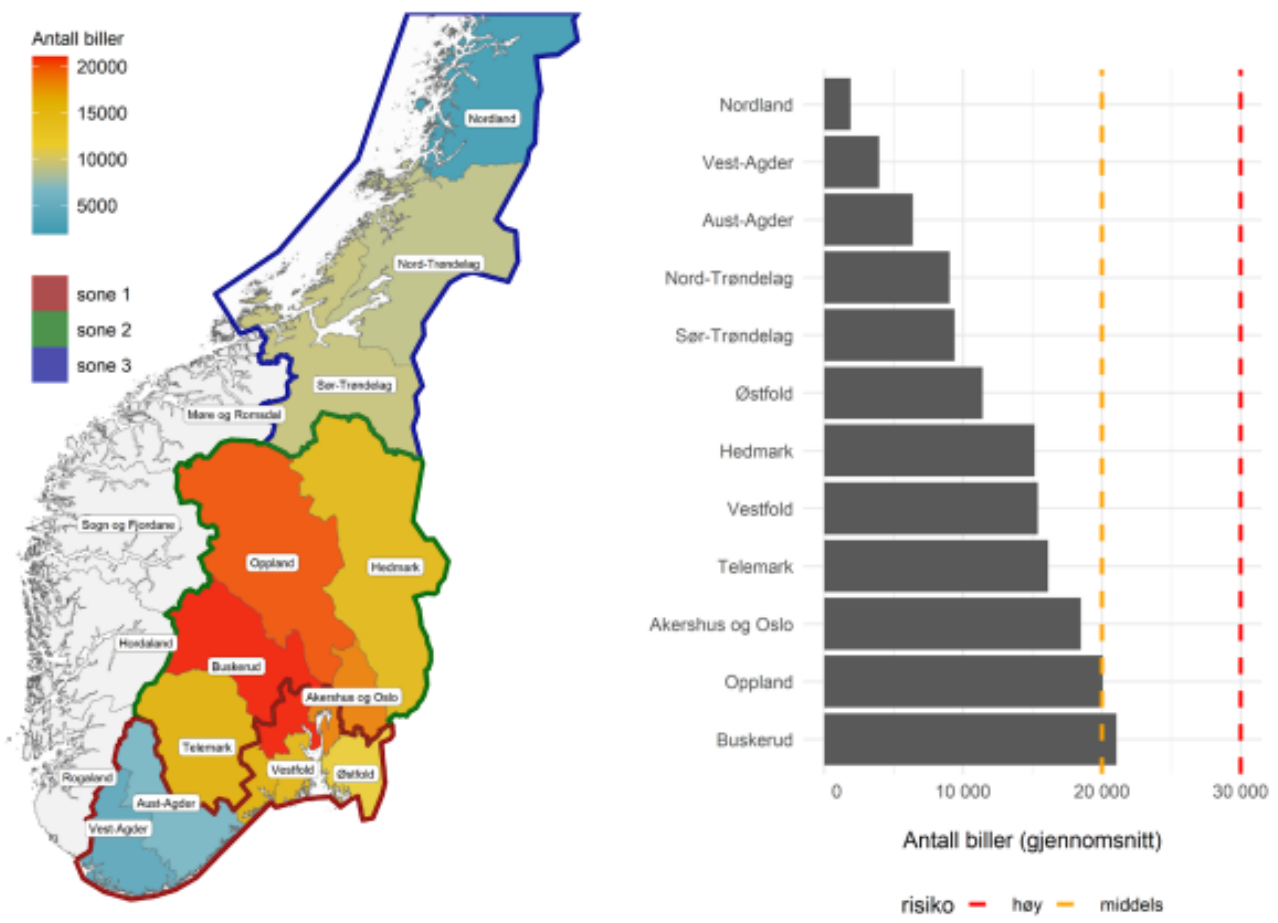 Antall biller
20000
15000
10000
5000
sone 1
sone 2
sone 3
Nordland
Nord-Trøndelag
Sør-Trøndelag
Møre og Romsdal
Sogn og Fjordane
Oppland
Hedmark
Hordaland
Buskerud
Akershus og Oslo
Telemark
Vestfold
Østfold
Rogaland
Aust-Agder
Vest-Agder
Nordland
Vest-Agder
Aust-Agder
Nord-Trøndelag
Sør-Trøndelag
Østfold
Hedmark
Vestfold
Telemark
Akershus og Oslo
Oppland
Buskerud
0 10 000 20 000 30 000
Antall biller (gjennomsnitt)
risiko høy middels